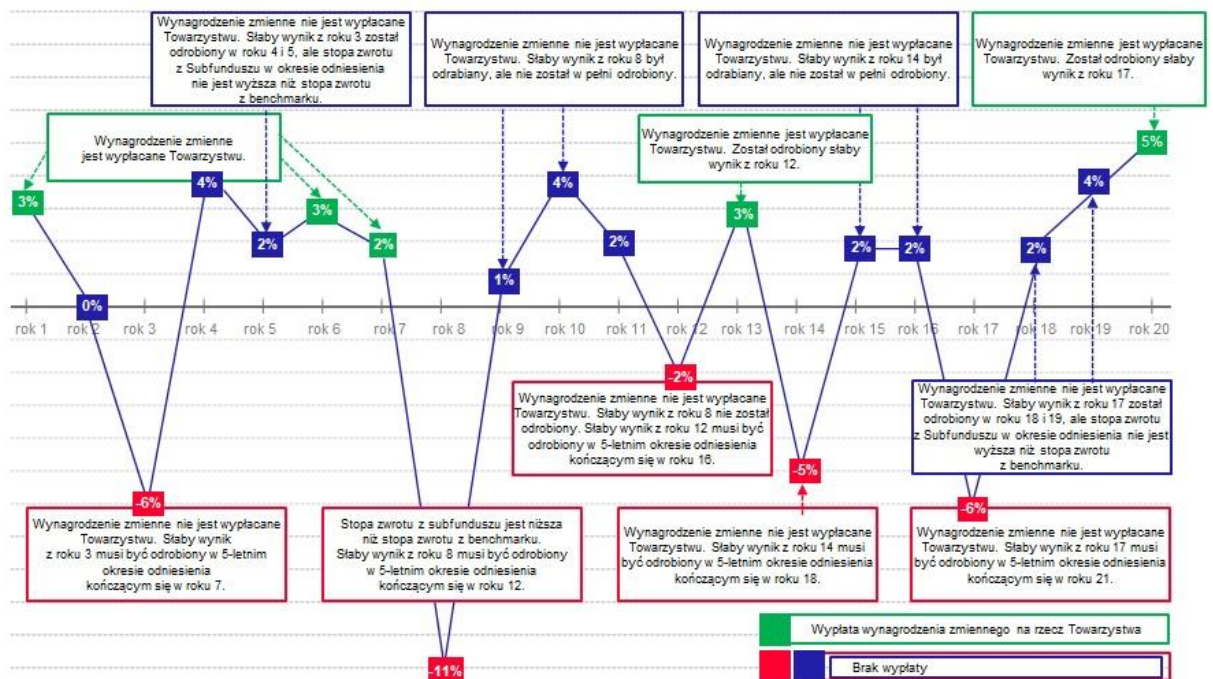 Wynagrodzenie zmienne nie jest wypłacane
Towarzystwu. Słaby wynik z roku 3 został
odrobiony w roku 4 i 5, ale stopa zwrotu
z Subfunduszu w okresie odniesienia
nie jest wyższa niż stopa zwrotu
z benchmarku.
Wynagrodzenie zmienne nie jest wypłacane
Towarzystwu. Słaby wynik z roku 8 był
odrabiany, ale nie został w pełni odrobiony.
Wynagrodzenie zmienne nie jest wypłacane
Towarzystwu. Słaby wynik z roku 14 był
odrabiany, ale nie został w pełni odrobiony.
Wynagrodzenie zmienne jest wypłacane
Towarzystwu. Został odrobiony słaby
wynik z roku 17.
Wynagrodzenie zmienne
jest wypłacane Towarzystwu.
Wynagrodzenie zmienne jest wypłacane
Towarzystwu. Został odrobiony słaby
wynik z roku 12.
3%
0%
-6%
4%
2%
3%
2%
-11%
1%
4%
2%
-2%
3%
-5%
2%
2%
-6%
2%
4%
5%
rok 1
rok 2
rok 3
rok 4
rok 5
rok 6
rok 7
rok 8
rok 9
rok 10
rok 11
rok 12
rok 13
rok 14
rok 15
rok 16
rok 17
rok 18
rok 19
rok 20
Wynagrodzenie zmienne nie jest wypłacane
Towarzystwu. Słaby wynik z roku 8 nie został
odrobiony. Słaby wynik z roku 12 musi być
odrobiony w 5-letnim okresie odniesienia
kończącym się w roku 16.
Wynagrodzenie zmienne nie jest wypłacane
Towarzystwu. Słaby wynik z roku 17 został
odrobiony w roku 18 i 19, ale stopa zwrotu
z Subfunduszu w okresie odniesienia nie jest
wyższa niż stopa zwrotu
z benchmarku.
Wynagrodzenie zmienne nie jest wypłacane
Towarzystwu. Słaby wynik
z roku 3 musi być odrobiony w 5-letnim
okresie odniesienia
kończącym się w roku 7.
Stopa zwrotu z subfunduszu jest niższa
niż stopa zwrotu z benchmarku.
Słaby wynik z roku 8 musi być odrobiony
w 5-letnim okresie odniesienia
kończącym się w roku 12.
Wynagrodzenie zmienne nie jest wypłacane
Towarzystwu. Słaby wynik z roku 14 musi
być odrobiony w 5-letnim okresie odniesienia
kończącym się w roku 18.
Wynagrodzenie zmienne nie jest wypłacane
Towarzystwu. Słaby wynik z roku 17 musi
być odrobiony w 5-letnim okresie odniesienia
kończącym się w roku 21.
Wypłata wynagrodzenia zmiennego na rzecz Towarzystwa
Brak wypłaty